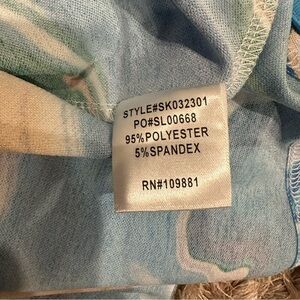 STYLE#SK032301
PO#SL00668
95%POLYESTER
5%SPANDEX
RN#109881